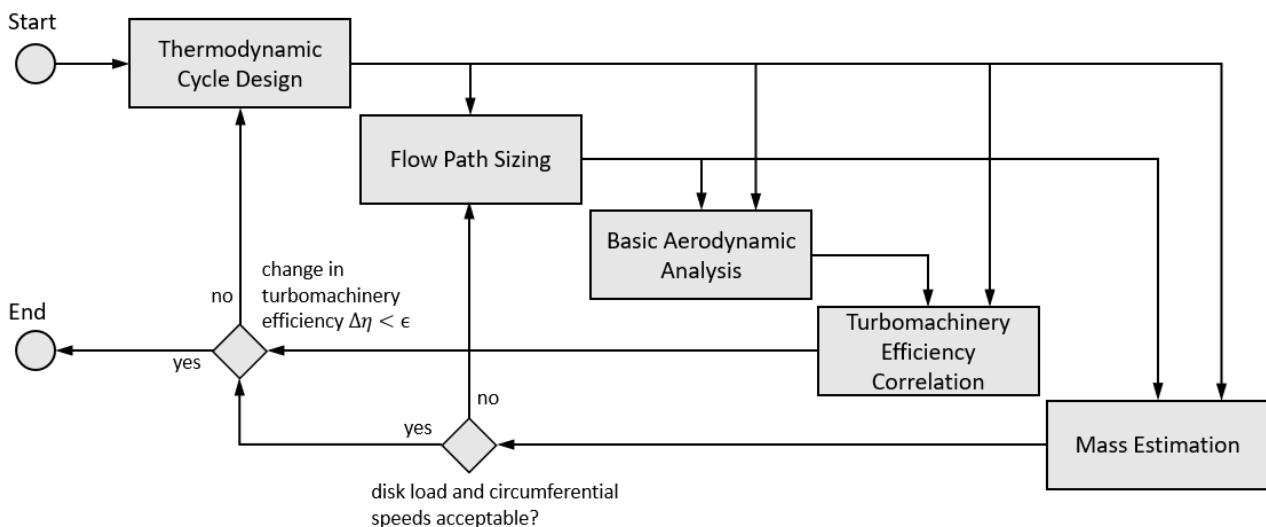 Start
Thermodynamic
Cycle Design
Flow Path Sizing
Basic Aerodynamic
Analysis
change in
turbomachinery
efficiency Δη < ϵ
no
End
yes
Turbomachinery
Efficiency
Correlation
no
yes
Mass Estimation
disk load and circumferential
speeds acceptable?